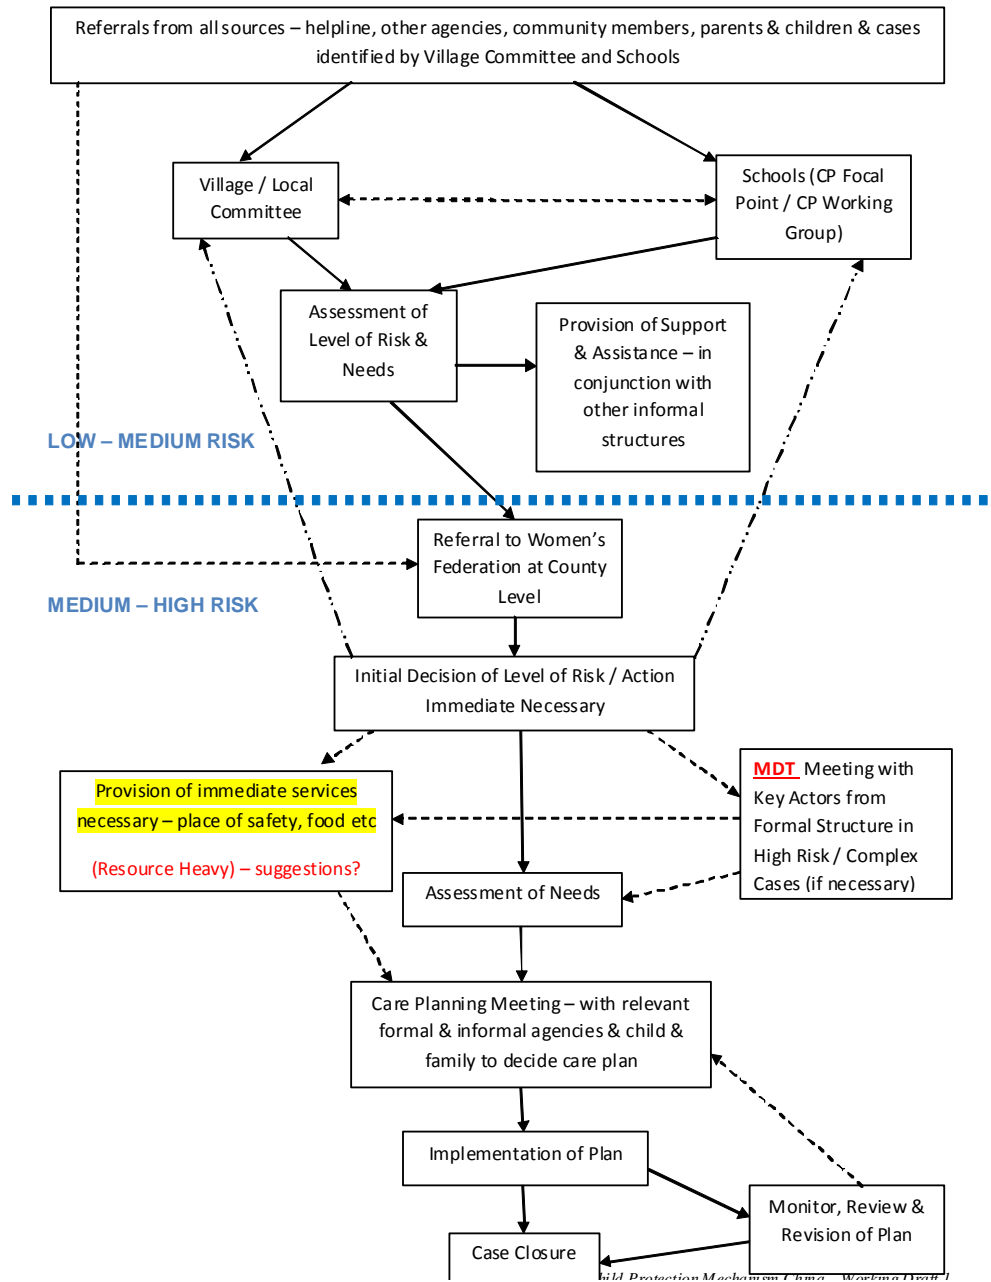 Referrals from all sources – helpline, other agencies, community members, parents & children & cases
identified by Village Committee and Schools
Village / Local
Committee
Schools (CP Focal
Point / CP Working
Group)
Assessment of
Level of Risk &
Needs
Provision of Support
& Assistance – in
conjunction with
other informal
structures
LOW – MEDIUM RISK
Referral to Women's
Federation at County
Level
MEDIUM – HIGH RISK
Initial Decision of Level of Risk / Action
Immediate Necessary
Provision of immediate services
necessary – place of safety, food etc
(Resource Heavy) – suggestions?
MDT Meeting with
Key Actors from
Formal Structure in
High Risk / Complex
Cases (if necessary)
Assessment of Needs
Care Planning Meeting – with relevant
formal & informal agencies & child &
family to decide care plan
Implementation of Plan
Monitor, Review &
Revision of Plan
Case Closure
Protection Mechanism China – Working Draft 1